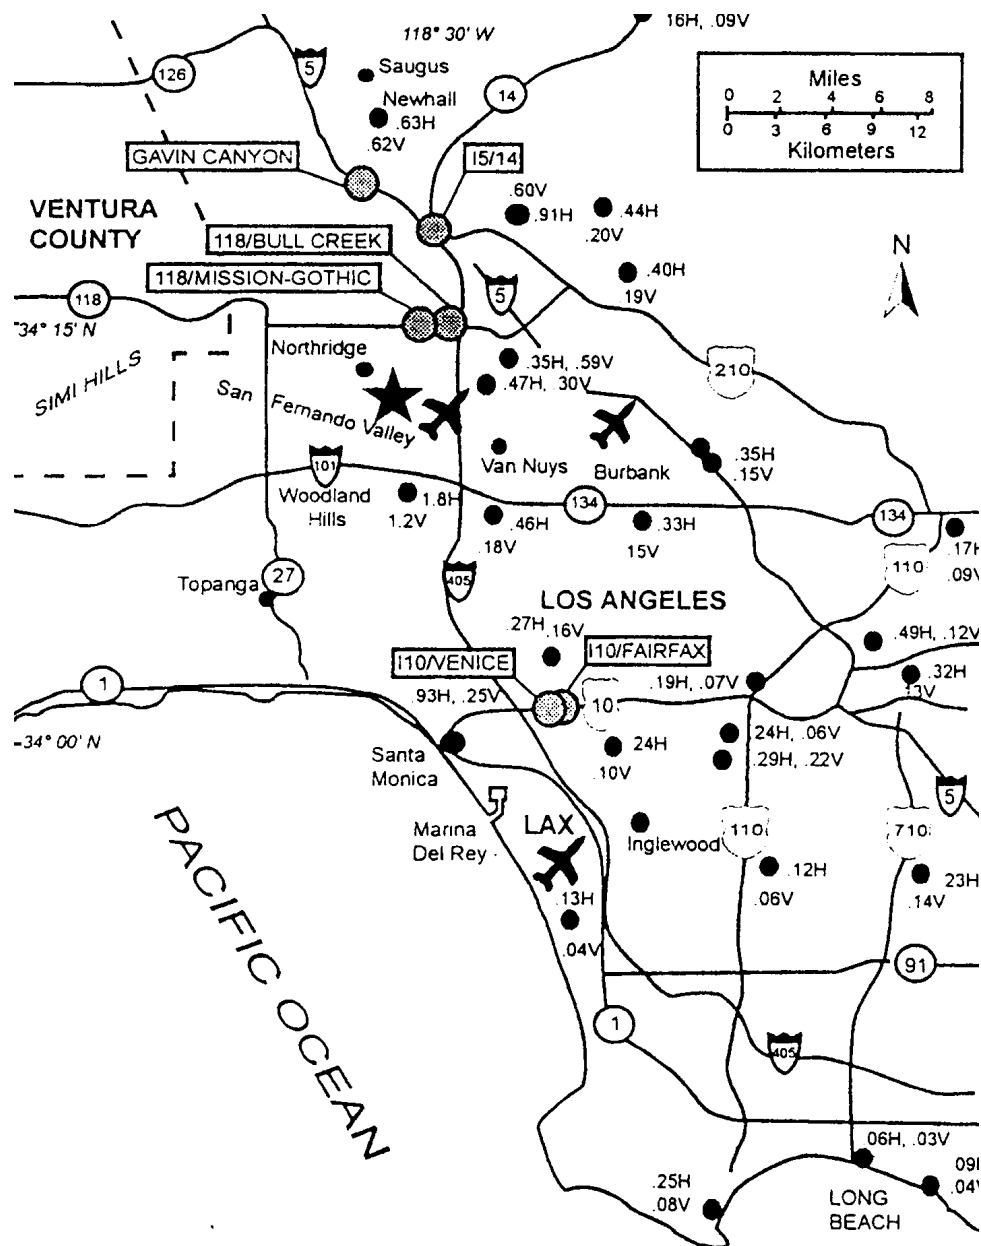 118° 30' W
16H, .09V
126
5
Saugus
Newhall
.63H
.62V
14
Miles
0 2 4 6 8
0 3 6 9 12
Kilometers
GAVIN CANYON
I5/14
.60V
.91H
.44H
.20V
VENTURA
COUNTY
118/BULL CREEK
118/MISSION-GOTHIC
N
.40H
19V
5
118
34° 15' N
Northridge
.35H, .59V
.47H, .30V
210
SIMI HILLS
San Fernando Valley
Van Nuys
Burbank
.35H
.15V
101
Woodland
Hills
1.8H
1.2V
.46H
.18V
134
.33H
15V
134
.17H
.09V
110
Topanga
27
405
LOS ANGELES
.27H
.16V
I10/VENICE
I10/FAIRFAX
.49H, .12V
.32H
13V
1
.93H, .25V
10
.19H, .07V
34° 00' N
Santa
Monica
24H
.10V
24H, .06V
.29H, .22V
5
PACIFIC OCEAN
Marina
Del Rey
LAX
Inglewood
110
710
.12H
.06V
23H
.14V
.13H
.04V
91
1
405
06H, .03V
.25H
.08V
LONG
BEACH
.04V